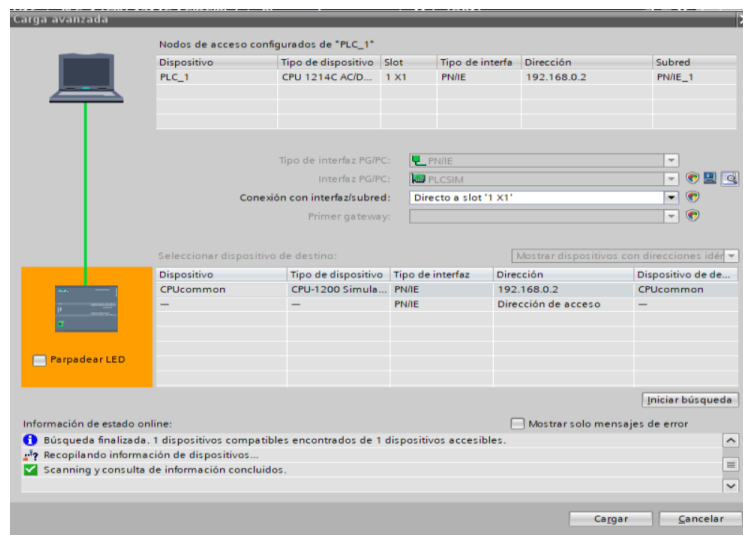 Carga avanzada
Nodos de acceso configurados de "PLC_1"
Dispositivo Tipo de dispositivo Slot Tipo de interfa Dirección Subred
PLC_1 CPU 1214C AC/D... 1 X1 PN/IE 192.168.0.2 PN/IE_1
Tipo de interfaz PG/PC: PN/IE
Interfaz PG/PC: PLCSIM
Conexión con interfaz/subred: Directo a slot '1 X1'
Primer gateway:
Seleccionar dispositivo de destino: Mostrar dispositivos con direcciones idér
Dispositivo Tipo de dispositivo Tipo de interfaz Dirección Dispositivo de de...
CPUcommon CPU-1200 Simula... PN/IE 192.168.0.2 CPUcommon
— — PN/IE Dirección de acceso —
Parpadear LED
Iniciar búsqueda
Información de estado online: Mostrar solo mensajes de error
Búsqueda finalizada. 1 dispositivos compatibles encontrados de 1 dispositivos accesibles.
Recopilando información de dispositivos...
Scanning y consulta de información concluidos.
Cargar Cancelar